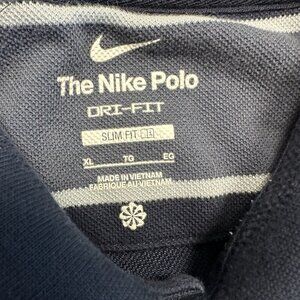 The Nike Polo
DRI-FIT
SLIM FIT
XL TG EG
MADE IN VIETNAM
FABRIQUÉ AU VIETNAM